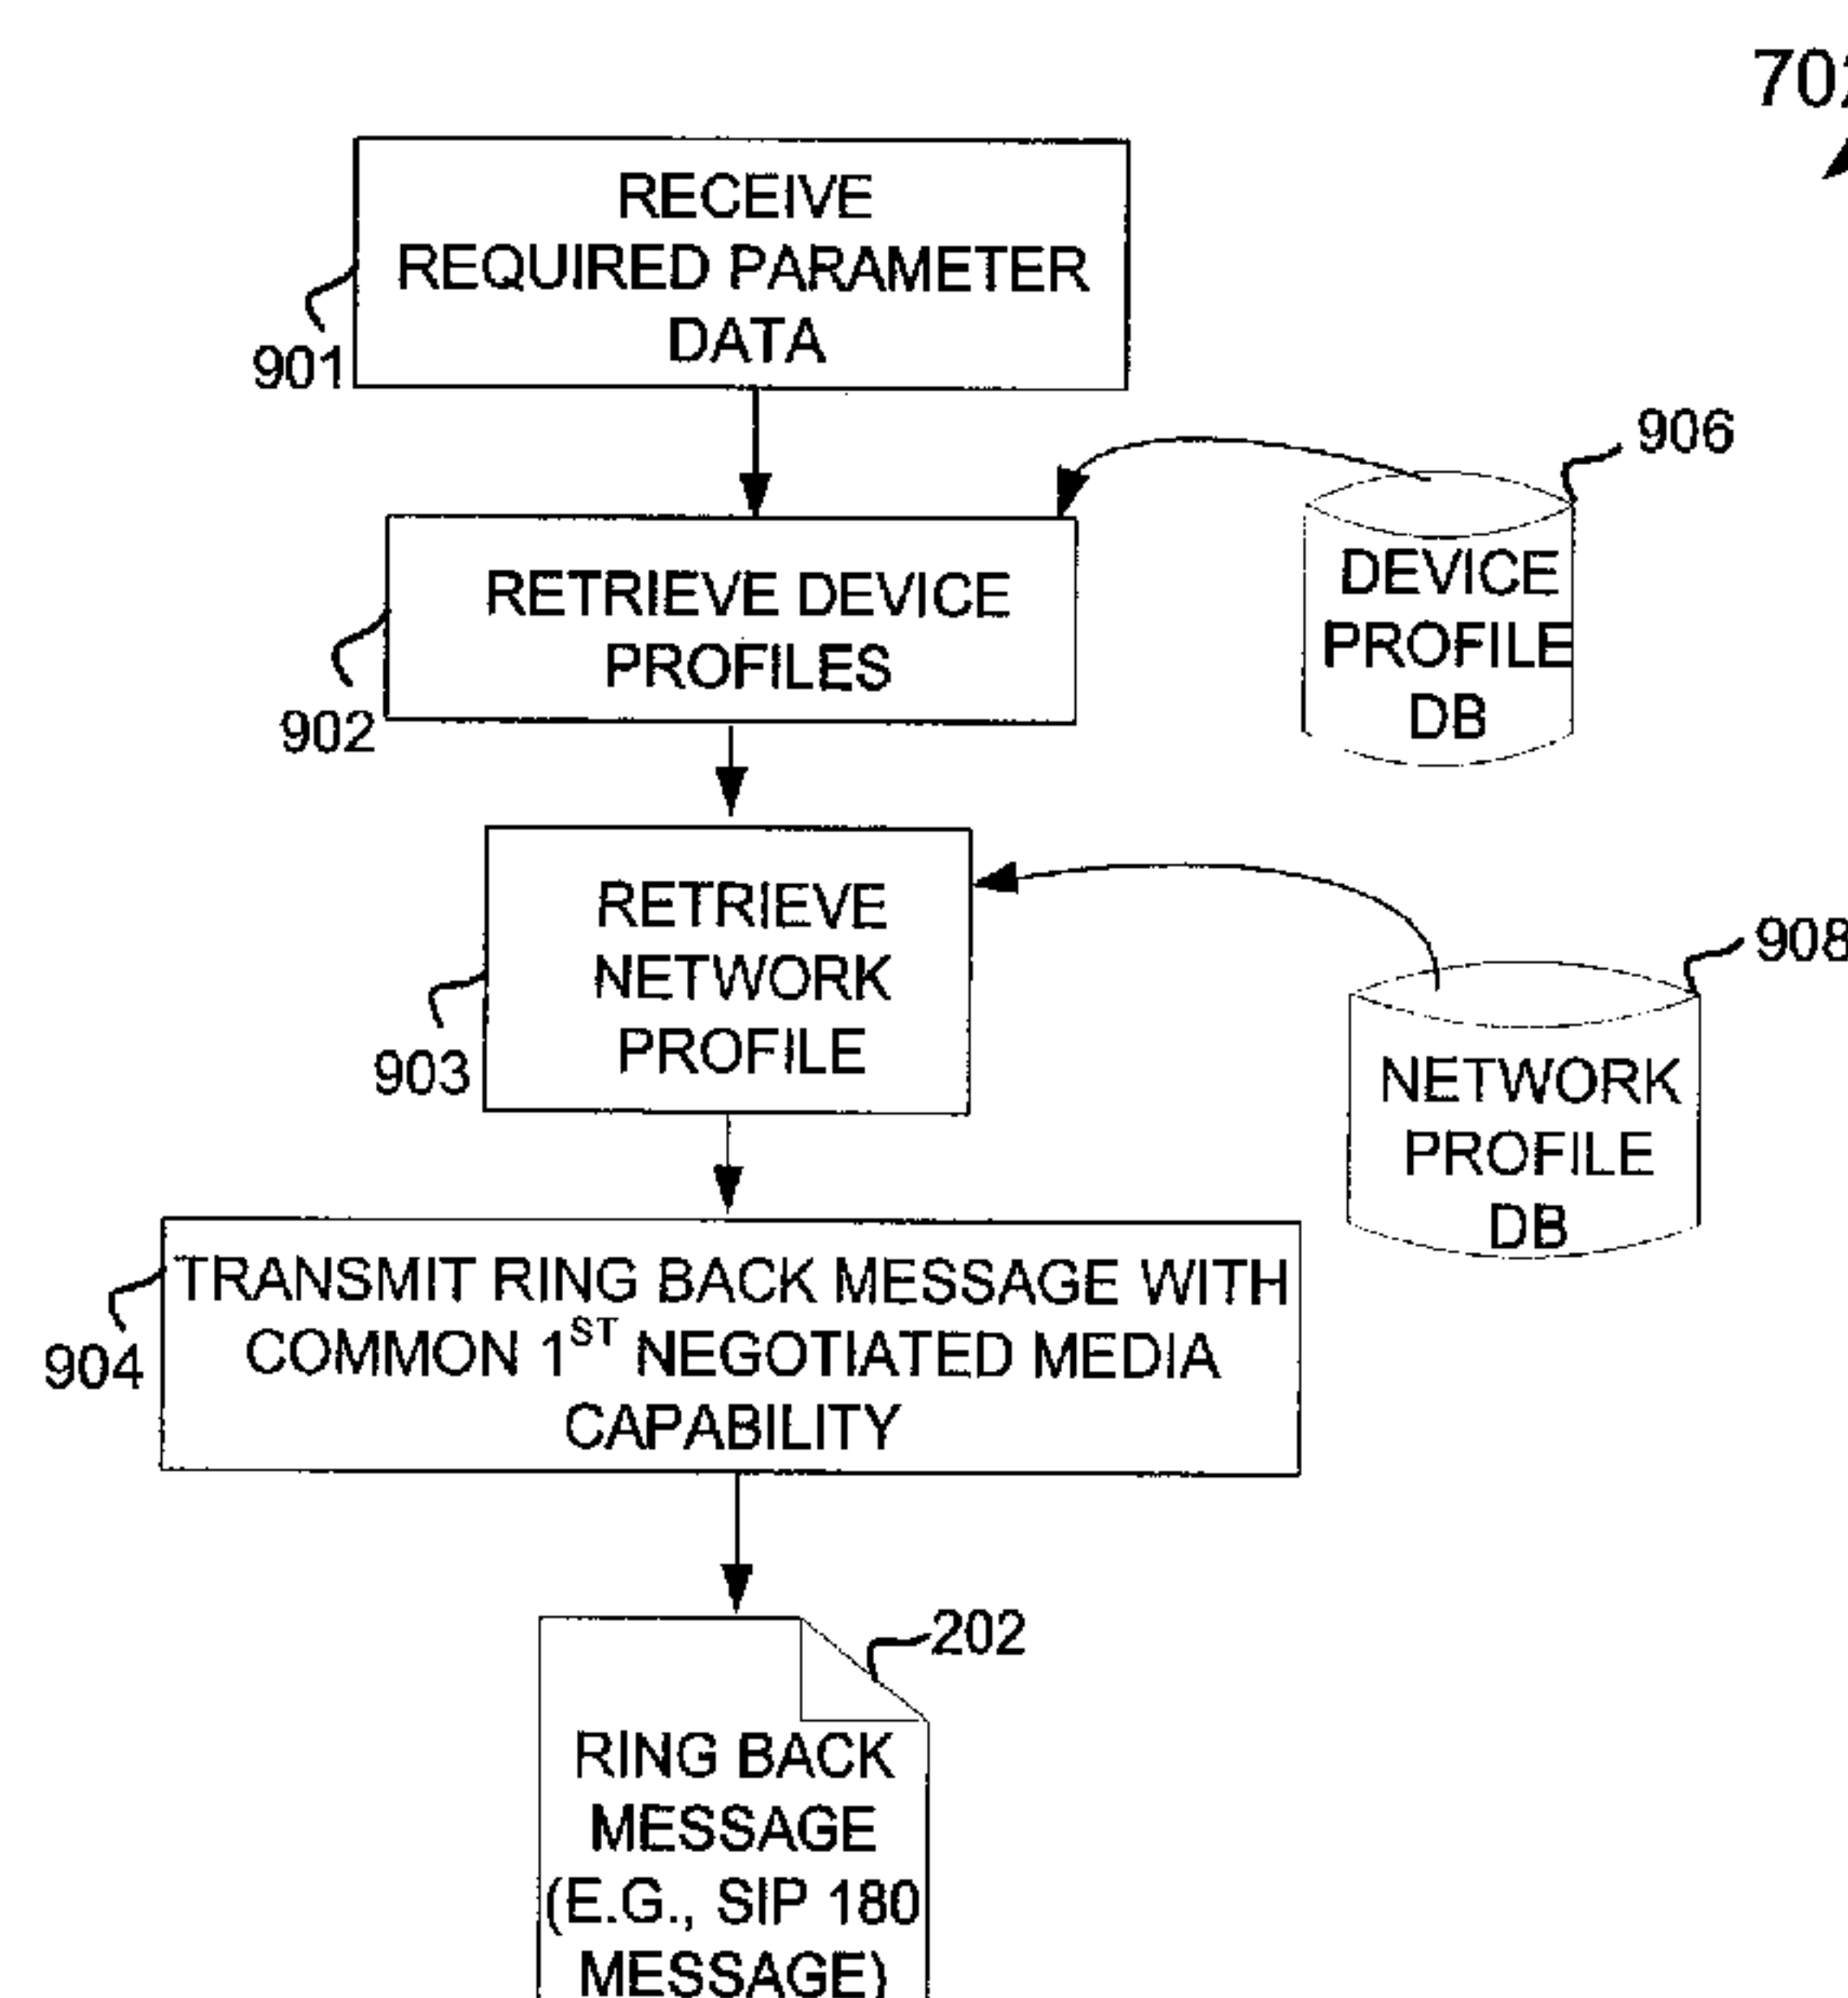 702
RECEIVE
REQUIRED PARAMETER
DATA
901
906
RETRIEVE DEVICE
PROFILES
902
DEVICE
PROFILE
DB
RETRIEVE
NETWORK
PROFILE
903
908
NETWORK
PROFILE
DB
TRANSMIT RING BACK MESSAGE WITH
COMMON 1ST NEGOTIATED MEDIA
CAPABILITY
904
202
RING BACK
MESSAGE
(E.G., SIP 180
MESSAGE)